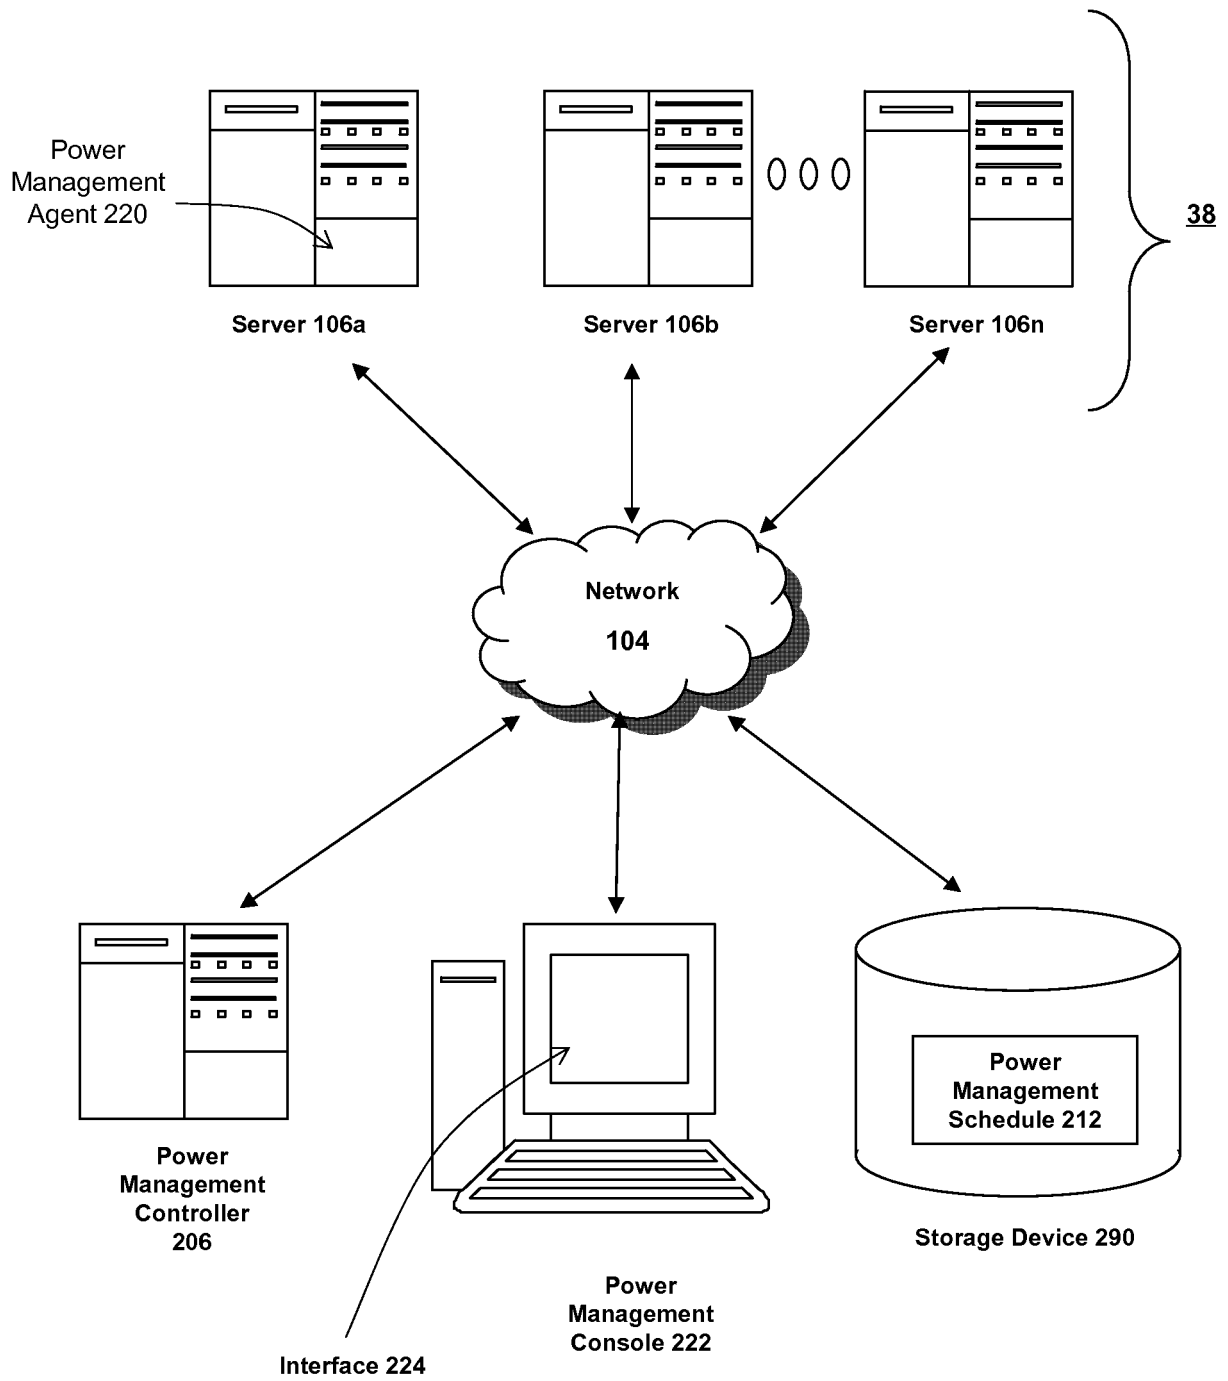 Power
Management
Agent 220
38
Server 106a
Server 106b
Server 106n
Network
104
Power
Management
Schedule 212
Power
Management
Controller
206
Storage Device 290
Power
Management
Console 222
Interface 224